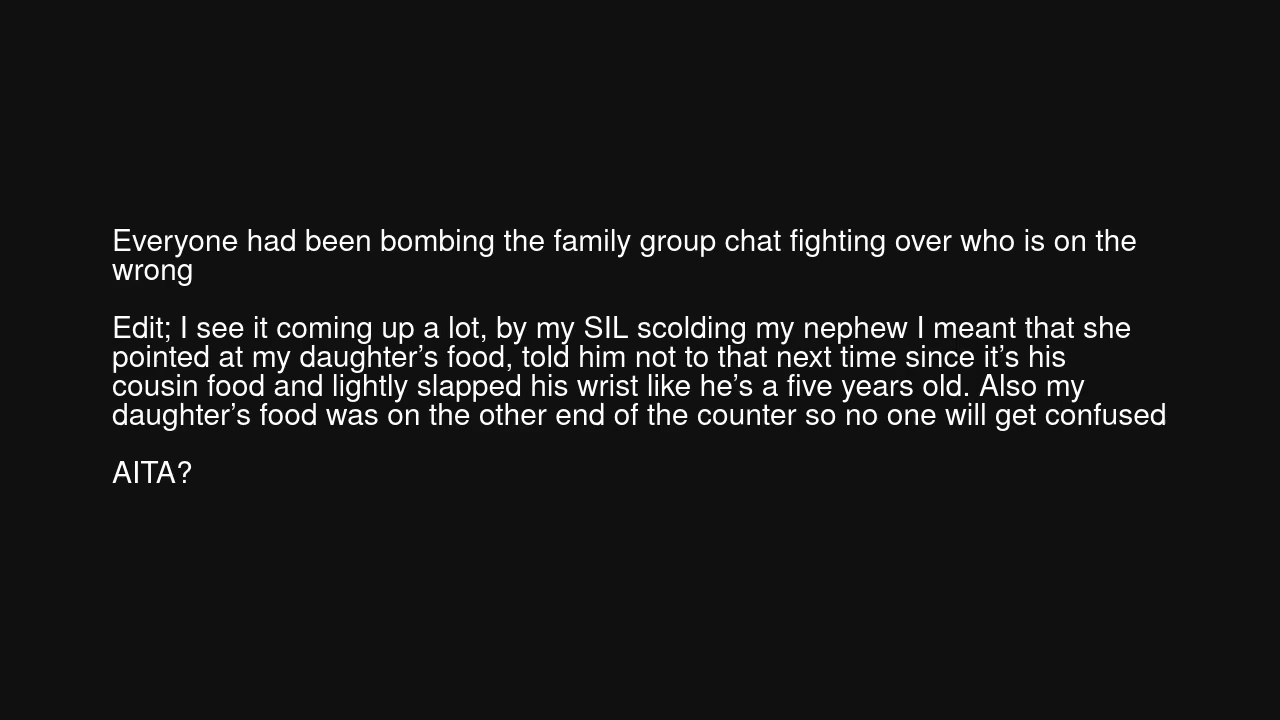 Everyone had been bombing the family group chat fighting over who is on the
wrong
Edit; I see it coming up a lot, by my SIL scolding my nephew I meant that she
pointed at my daughter’s food, told him not to that next time since it’s his
cousin food and lightly slapped his wrist like he’s a five years old. Also my
daughter’s food was on the other end of the counter so no one will get confused
AITA?